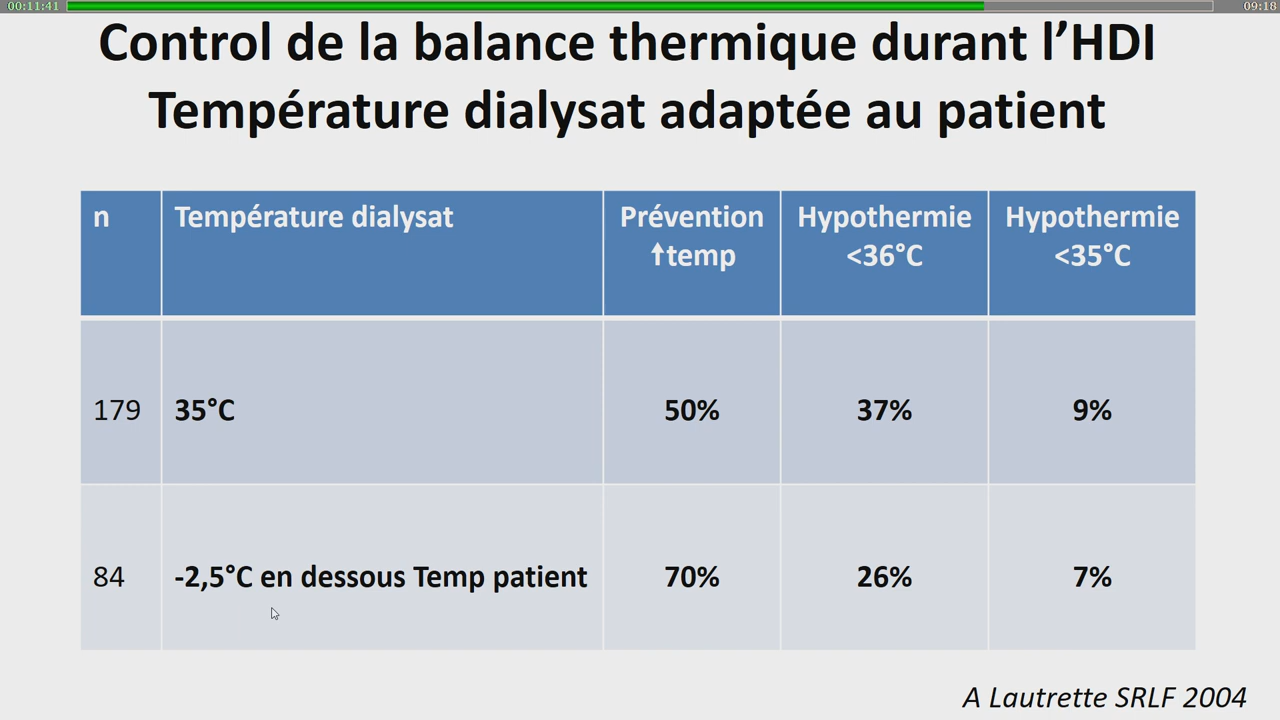 00:11:41
09:18
Control de la balance thermique durant l’HDI
Température dialysat adaptée au patient
n
Température dialysat
Prévention
↑temp
Hypothermie
<36°C
Hypothermie
<35°C
179
35°C
50%
37%
9%
84
-2,5°C en dessous Temp patient
70%
26%
7%
A Lautrette SRLF 2004